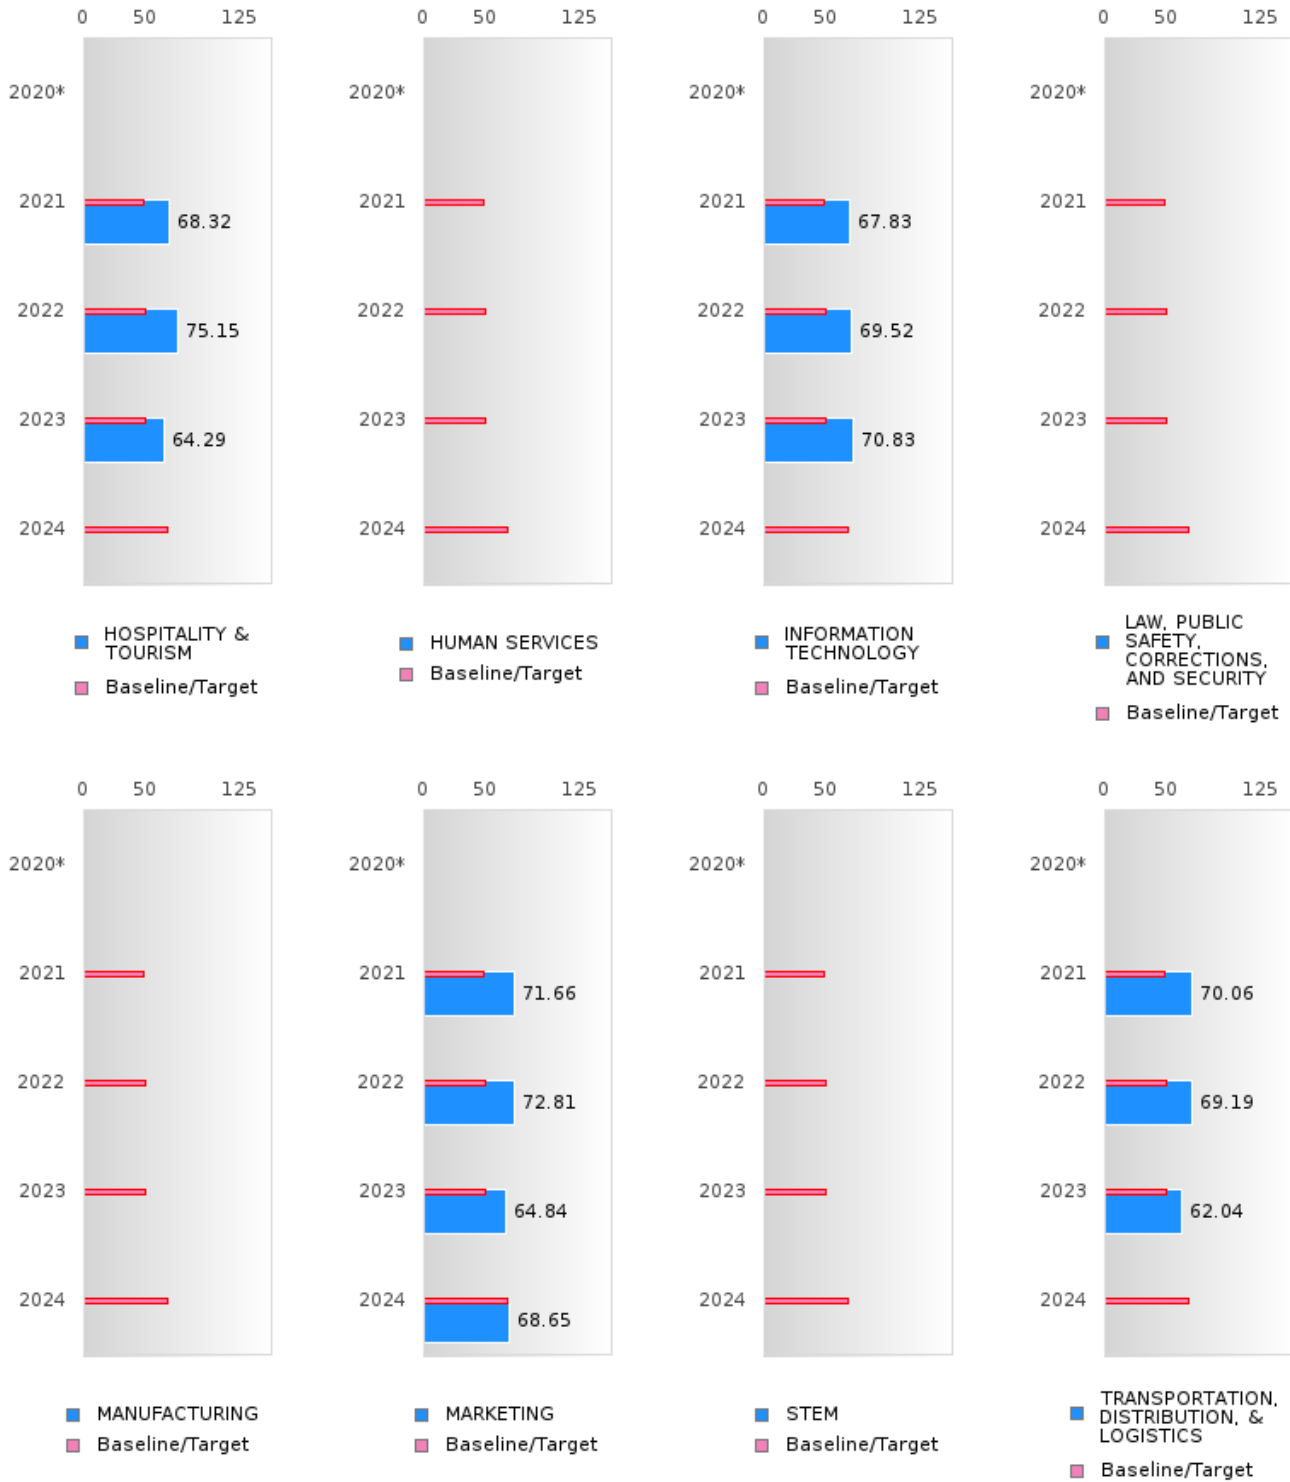 0 50 125
2020*
2021 68.32
2022 75.15
2023 64.29
2024
HOSPITALITY &
TOURISM
Baseline/Target
0 50 125
2020*
2021
2022
2023
2024
HUMAN SERVICES
Baseline/Target
0 50 125
2020*
2021 67.83
2022 69.52
2023 70.83
2024
INFORMATION
TECHNOLOGY
Baseline/Target
0 50 125
2020*
2021
2022
2023
2024
LAW, PUBLIC
SAFETY,
CORRECTIONS,
AND SECURITY
Baseline/Target
0 50 125
2020*
2021
2022
2023
2024
MANUFACTURING
Baseline/Target
0 50 125
2020*
2021 71.66
2022 72.81
2023 64.84
2024 68.65
MARKETING
Baseline/Target
0 50 125
2020*
2021
2022
2023
2024
STEM
Baseline/Target
0 50 125
2020*
2021 70.06
2022 69.19
2023 62.04
2024
TRANSPORTATION,
DISTRIBUTION, &
LOGISTICS
Baseline/Target